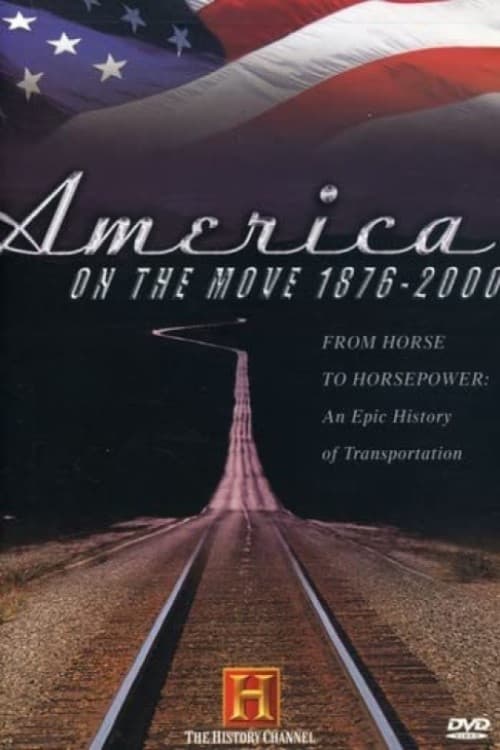 America
ON THE MOVE 1876-2000
FROM HORSE
TO HORSEPOWER:
An Epic History
of Transportation
H
THE HISTORY CHANNEL
DVD
VIDEO